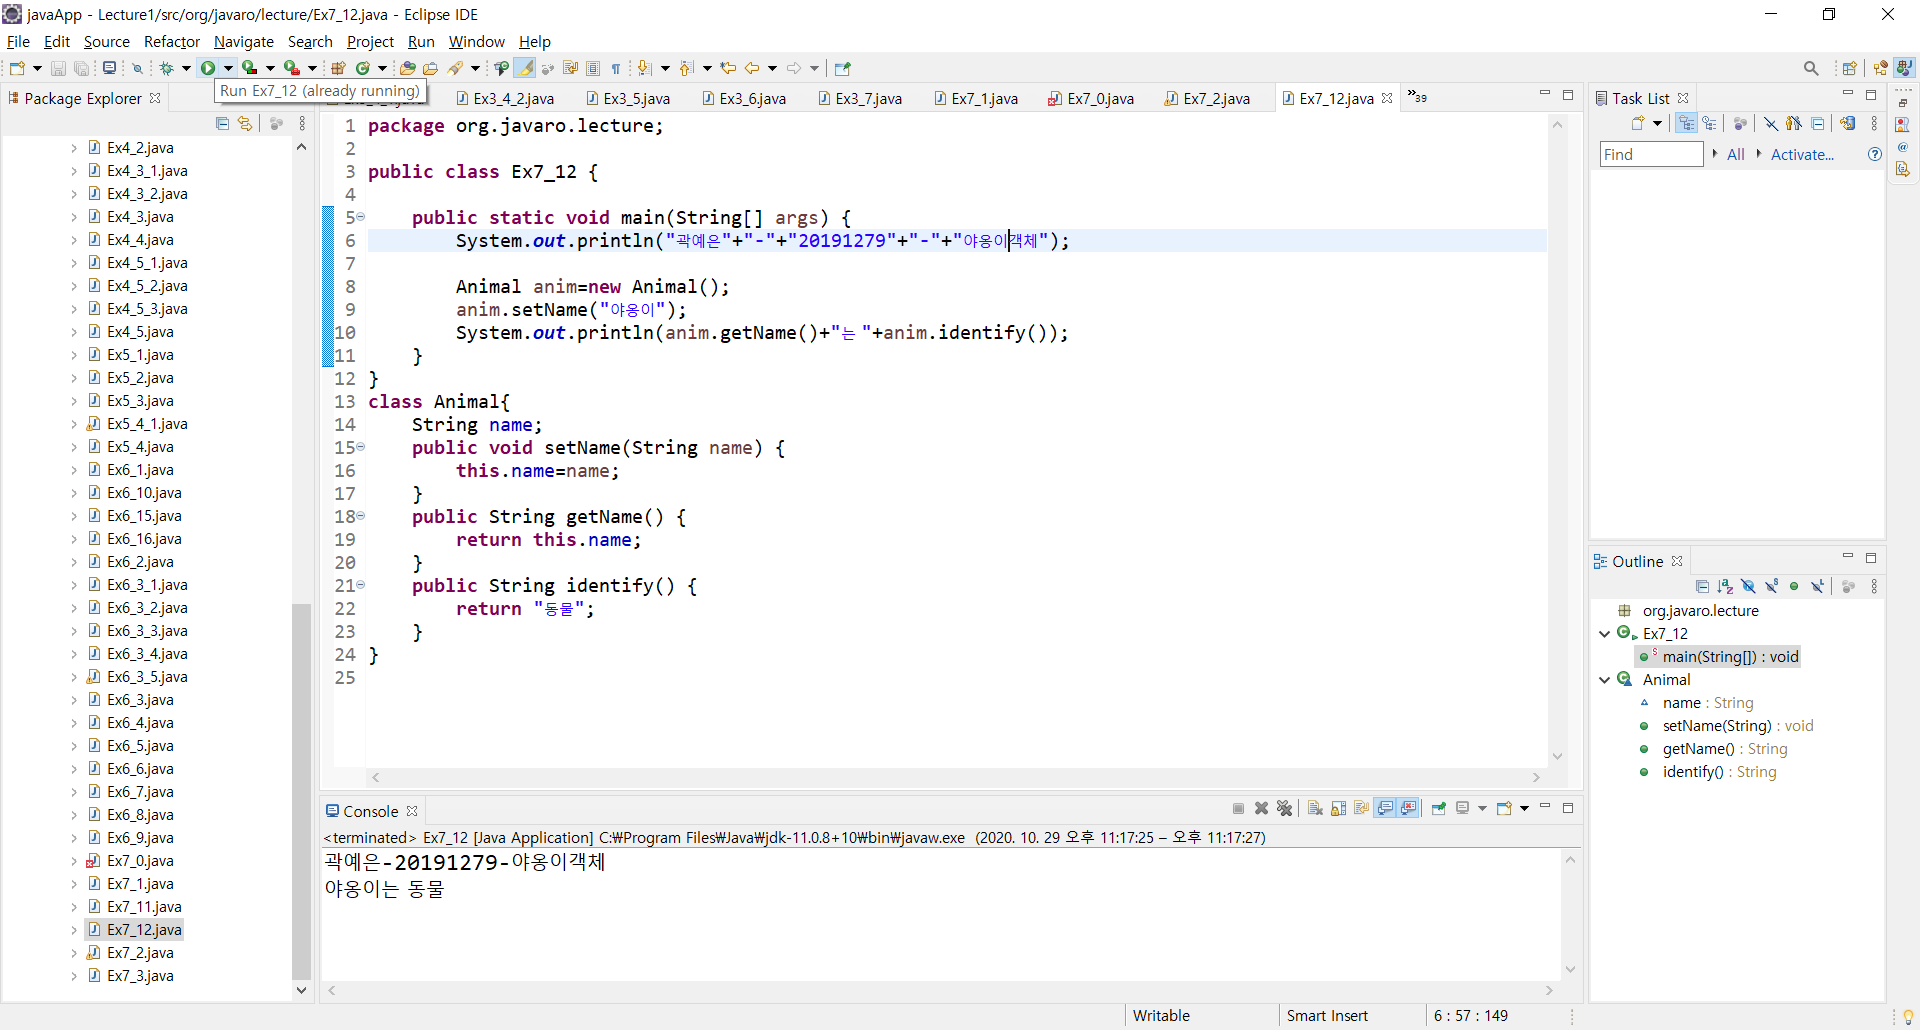 javaApp - Lecture1/src/org/javaro/lecture/Ex7_12.java - Eclipse IDE
File Edit Source Refactor Navigate Search Project Run Window Help
Run Ex7_12 (already running)
Package Explorer
Ex3_4_2.java Ex3_5.java Ex3_6.java Ex3_7.java Ex7_1.java Ex7_0.java Ex7_2.java Ex7_12.java »39
Ex4_2.java
Ex4_3_1.java
Ex4_3_2.java
Ex4_3.java
Ex4_4.java
Ex4_5_1.java
Ex4_5_2.java
Ex4_5_3.java
Ex4_5.java
Ex5_1.java
Ex5_2.java
Ex5_3.java
Ex5_4_1.java
Ex5_4.java
Ex6_1.java
Ex6_10.java
Ex6_15.java
Ex6_16.java
Ex6_2.java
Ex6_3_1.java
Ex6_3_2.java
Ex6_3_3.java
Ex6_3_4.java
Ex6_3_5.java
Ex6_3.java
Ex6_4.java
Ex6_5.java
Ex6_6.java
Ex6_7.java
Ex6_8.java
Ex6_9.java
Ex7_0.java
Ex7_1.java
Ex7_11.java
Ex7_12.java
Ex7_2.java
Ex7_3.java
1 package org.javaro.lecture;
2
3 public class Ex7_12 {
4
5 public static void main(String[] args) {
6 System.out.println("곽예은"+"-"+"20191279"+"-"+"야옹이객체");
7
8 Animal anim=new Animal();
9 anim.setName("야옹이");
10 System.out.println(anim.getName()+"는 "+anim.identify());
11 }
12 }
13 class Animal{
14 String name;
15 public void setName(String name) {
16 this.name=name;
17 }
18 public String getName() {
19 return this.name;
20 }
21 public String identify() {
22 return "동물";
23 }
24 }
25
Console
<terminated> Ex7_12 [Java Application] C:₩Program Files₩Java₩jdk-11.0.8+10₩bin₩javaw.exe (2020. 10. 29 오후 11:17:25 – 오후 11:17:27)
곽예은-20191279-야옹이객체
야옹이는 동물
Task List
Find All Activate...
Outline
org.javaro.lecture
Ex7_12
main(String[]) : void
Animal
name : String
setName(String) : void
getName() : String
identify() : String
Writable Smart Insert 6 : 57 : 149